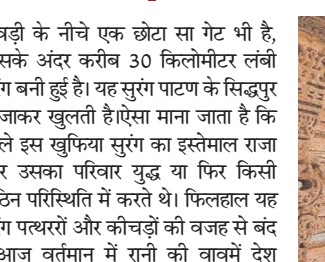 वड़ी के नीचे एक छोटा सा गेट भी है,
सके अंदर करीब 30 किलोमीटर लंबी
ग बनी हुई है। यह सुरंग पाटण के सिद्धपुर
जाकर खुलती है।ऐसा माना जाता है कि
ले इस खुफिया सुरंग का इस्तेमाल राजा
र उसका परिवार युद्ध या फिर किसी
ठिन परिस्थिति में करते थे। फिलहाल यह
ग पत्थररों और कीचड़ों की वजह से बंद
आज वर्तमान में रानी की वावमें देश